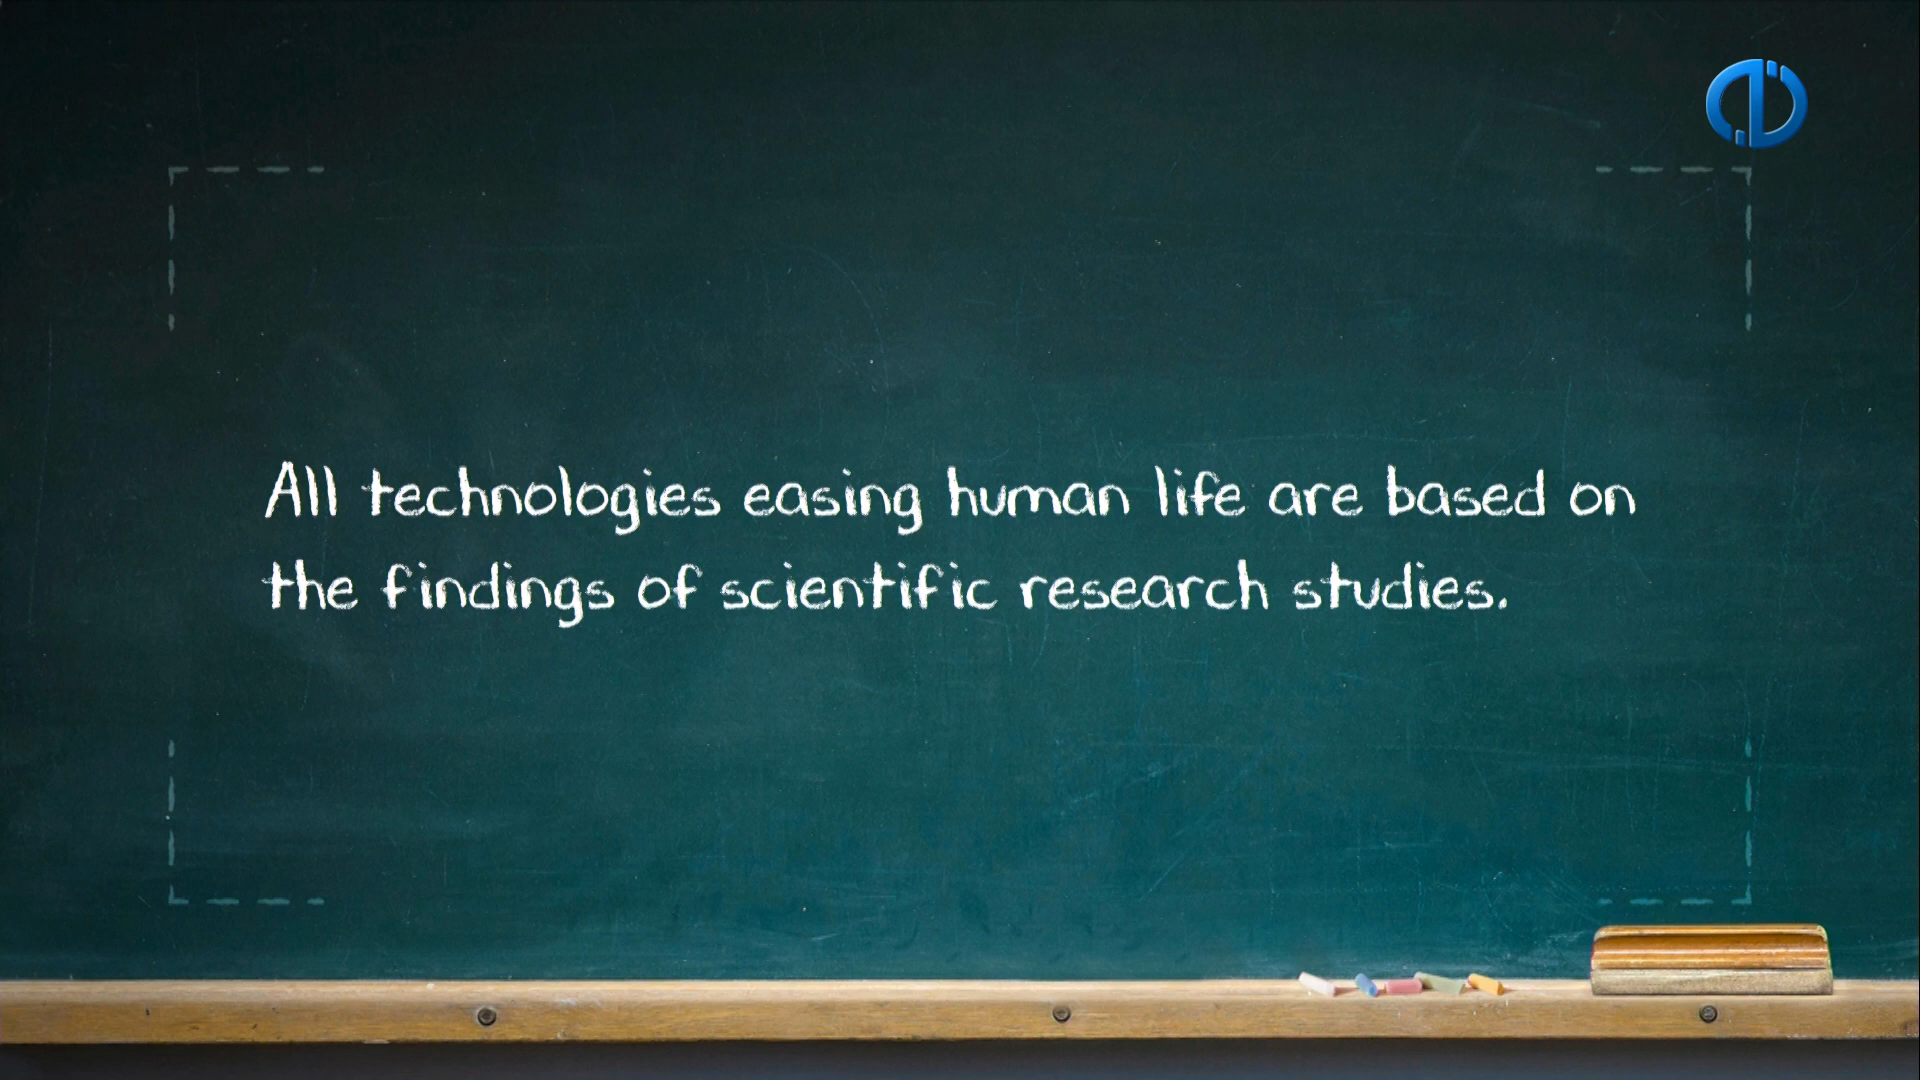 All technologies easing human life are based on
the findings of scientific research studies.